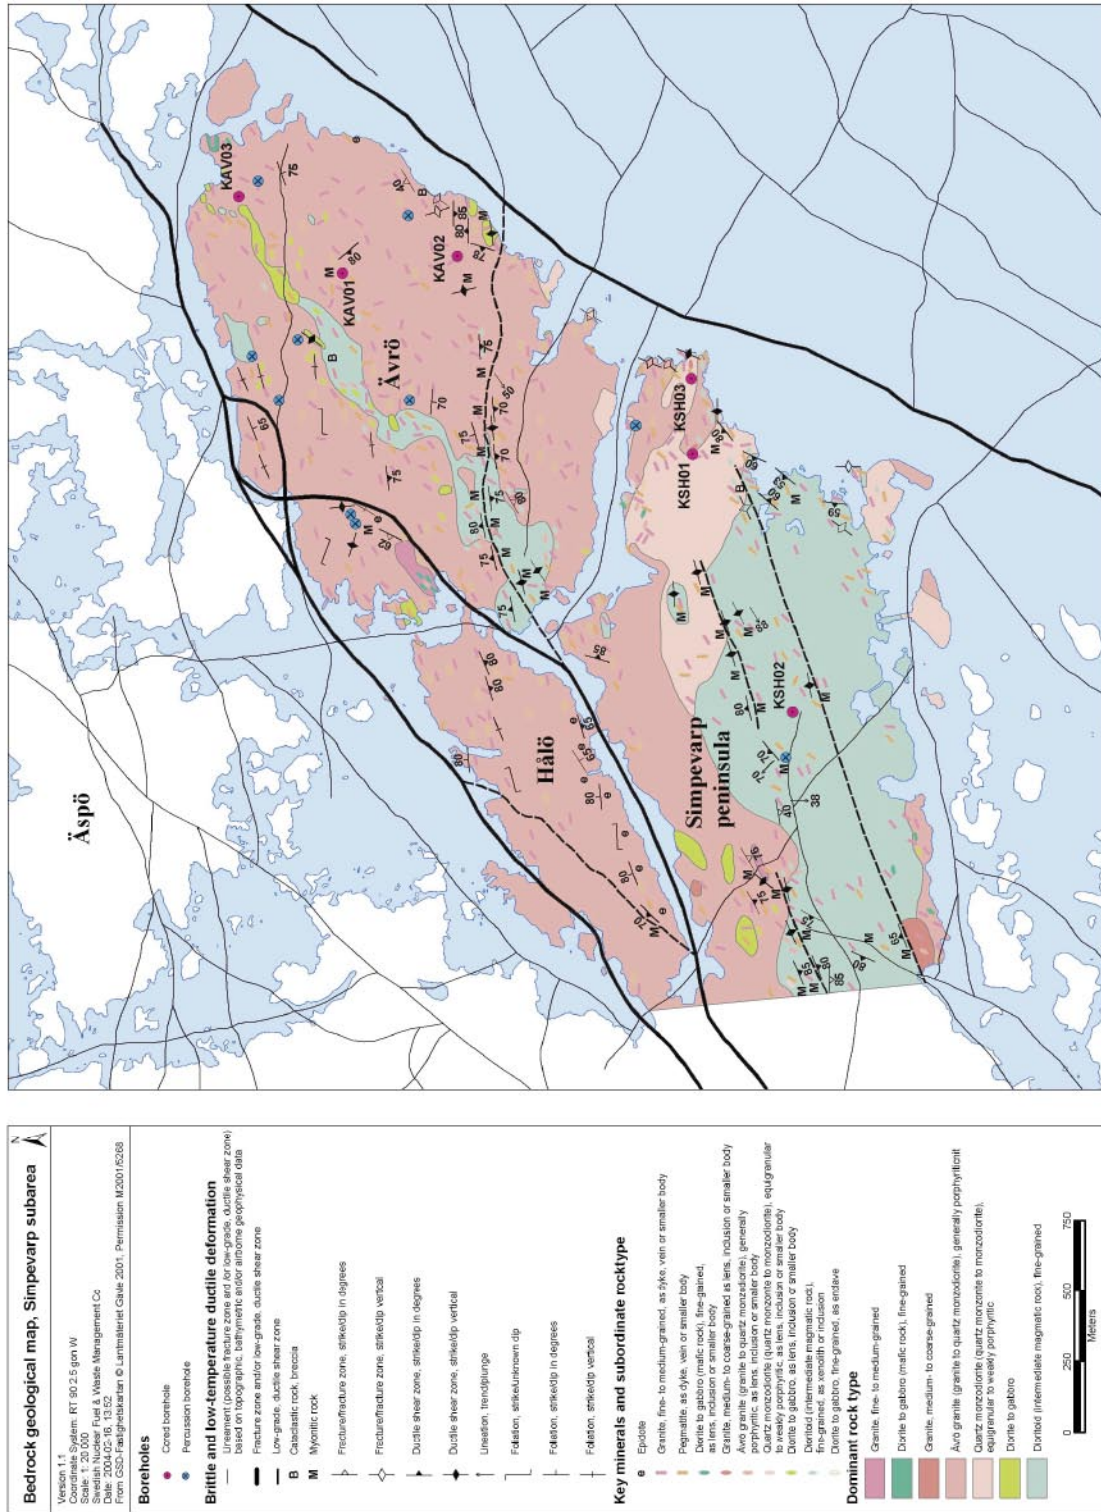 Bedrock geological map, Simpevarp subarea
N
Version 1.1
Coordinate System: RT 90 2.5 gon W
Scale: 1: 20000
Swedish Nuclear Fuel & Waste Management Co
Date: 2004-02-16, 13:52
From GSD-Fastighetskartan © Lantmäteriet Gävle 2001, Permission M2001/5268
Boreholes
Cored borehole
Percussion borehole
Brittle and low-temperature ductile deformation
Lineament (possible fracture zone and /or low-grade, ductile shear zone)
based on topographic, bathymetric and/or airborne geophysical data
Fracture zone and/or low-grade, ductile shear zone
Low-grade, ductile shear zone
B Cataclastic rock, breccia
M Mylonitic rock
Fracture/fracture zone, strike/dip in degrees
Fracture/fracture zone, strike/dip vertical
Ductile shear zone, strike/dip in degrees
Ductile shear zone, strike/dip vertical
Lineation, trend/plunge
Foliation, strike/unknown dip
Foliation, strike/dip in degrees
Foliation, strike/dip vertical
Key minerals and subordinate rocktype
e Epidote
Granite, fine- to medium-grained, as dyke, vein or smaller body
Pegmatite, as dyke, vein or smaller body
Diorite to gabbro (mafic rock), fine-grained,
as lens, inclusion or smaller body
Granite, medium- to coarse-grained as lens, inclusion or smaller body
Ävrö granite (granite to quartz monzodiorite), generally
porphyritic, as lens, inclusion or smaler body
Quartz monzodiorite (quartz monzonite to monzodiorite), equigranular
to weakly porphyritic, as lens, inclusion or smaller body
Diorite to gabbro, as lens, inclusion or smaller body
Dioritoid (intermediate magmatic rock),
fine-grained, as xenolith or inclusion
Diorite to gabbro, fine-grained, as enclave
Dominant rock type
Granite, fine- to medium-grained
Diorite to gabbro (mafic rock), fine-grained
Granite, medium- to coarse-grained
Ävrö granite (granite to quartz monzodiorite), generally porphyritic
Quartz monzodiorite (quartz monzonite to monzodiorite),
equigranular to weakly porphyritic
Diorite to gabbro
Dioritoid (intermediate magmatic rock), fine-grained
0 250 500 750
Meters
Äspö
Ävrö
Hålö
Simpevarp
peninsula
KAV03
KAV01
KAV02
KSH03
KSH01
KSH02